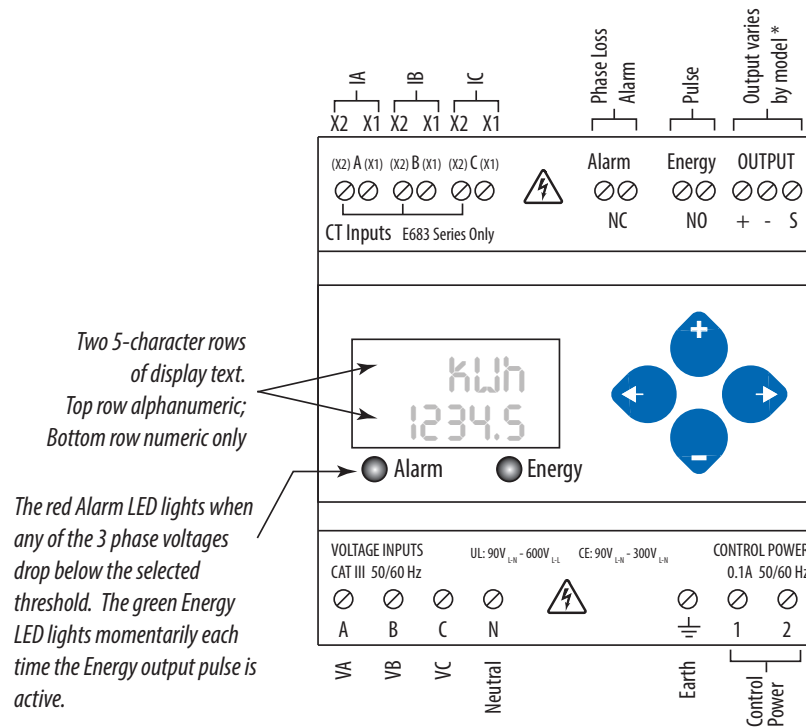 IA IB IC
Phase Loss
Alarm
Pulse
Output varies
by model *
X2 X1 X2 X1 X2 X1
(X2) A (X1) (X2) B (X1) (X2) C (X1)
Alarm Energy OUTPUT
NC NO + - S
CT Inputs E683 Series Only
Two 5-character rows
of display text.
Top row alphanumeric;
Bottom row numeric only
kWh
1234.5
+
-
Alarm Energy
The red Alarm LED lights when
any of the 3 phase voltages
drop below the selected
threshold. The green Energy
LED lights momentarily each
time the Energy output pulse is
active.
VOLTAGE INPUTS UL: 90V L-N - 600V L-L CE: 90V L-N - 300V L-N CONTROL POWER
CAT III 50/60 Hz 0.1A 50/60 Hz
A B C N 1 2
VA VB VC Neutral Earth
Control
Power